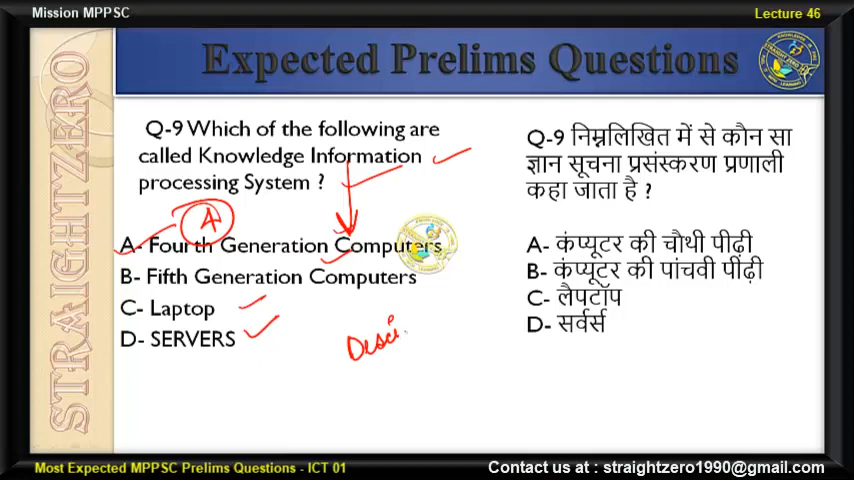 Mission MPPSC
Lecture 46
Expected Prelims Questions
STRAIGHTZERO
Q-9 Which of the following are
called Knowledge Information
processing System ?
A
A- Fourth Generation Computers
B- Fifth Generation Computers
C- Laptop
D- SERVERS
Q-9 निम्नलिखित में से कौन सा
ज्ञान सूचना प्रसंस्करण प्रणाली
कहा जाता है ?
A- कंप्यूटर की चौथी पीढ़ी
B- कंप्यूटर की पांचवी पीढ़ी
C- लैपटॉप
D- सर्वर्स
Most Expected MPPSC Prelims Questions - ICT 01
Contact us at : straightzero1990@gmail.com